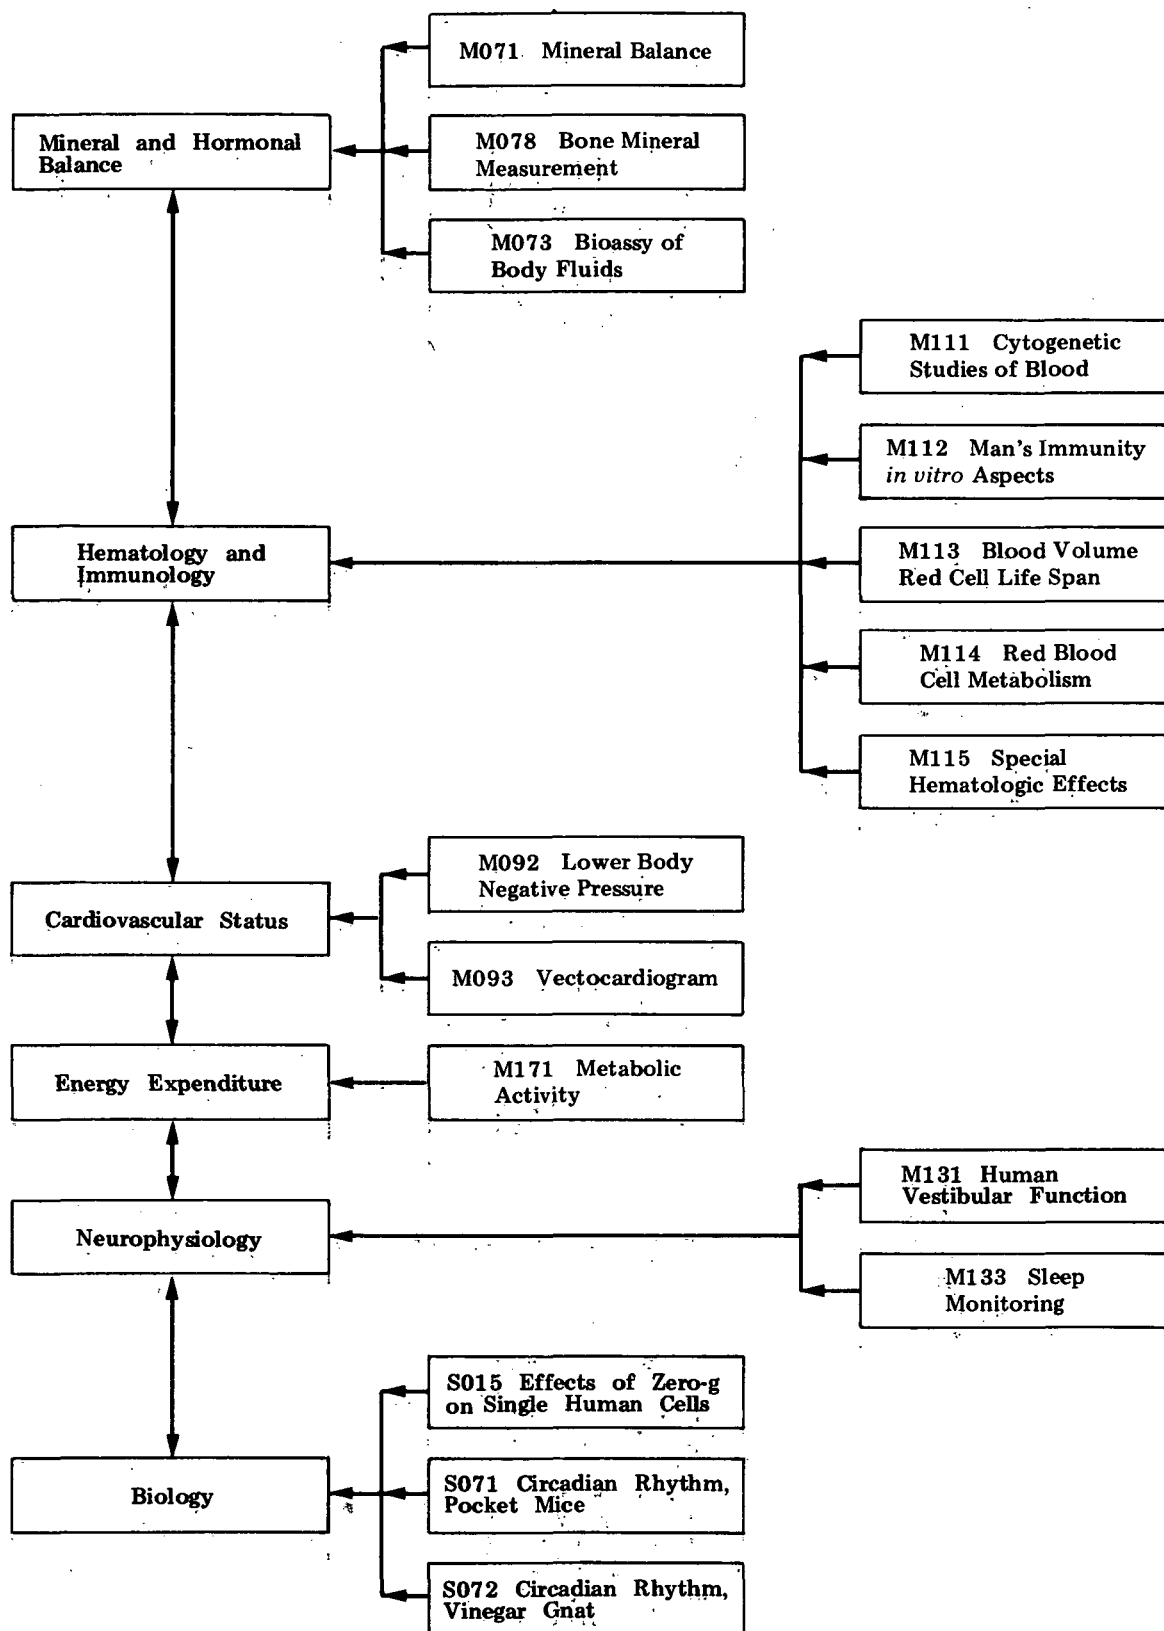 M071 Mineral Balance
Mineral and Hormonal
Balance
M078 Bone Mineral
Measurement
M073 Bioassy of
Body Fluids
M111 Cytogenetic
Studies of Blood
M112 Man's Immunity
in vitro Aspects
Hematology and
Immunology
M113 Blood Volume
Red Cell Life Span
M114 Red Blood
Cell Metabolism
M115 Special
Hematologic Effects
M092 Lower Body
Negative Pressure
Cardiovascular Status
M093 Vectocardiogram
Energy Expenditure
M171 Metabolic
Activity
M131 Human
Vestibular Function
Neurophysiology
M133 Sleep
Monitoring
S015 Effects of Zero-g
on Single Human Cells
Biology
S071 Circadian Rhythm,
Pocket Mice
S072 Circadian Rhythm,
Vinegar Gnat